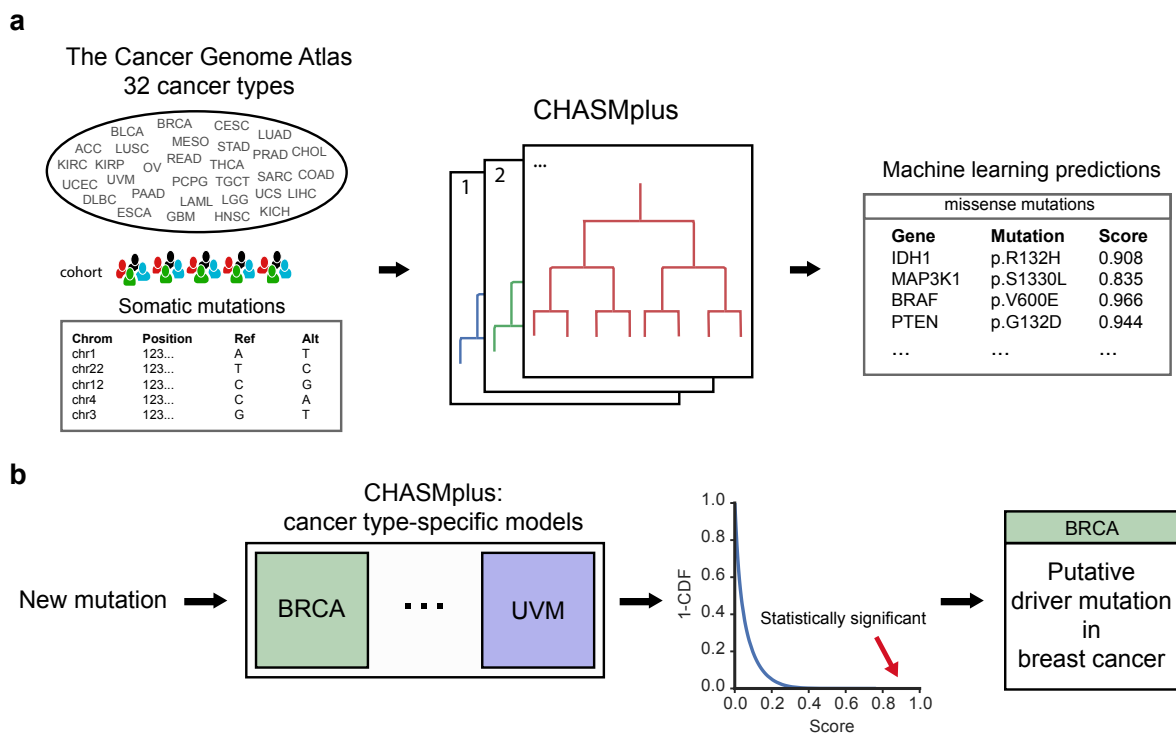 a
The Cancer Genome Atlas
32 cancer types
BLCA BRCA CESC LUAD
ACC LUSC MESO STAD PRAD CHOL
KIRC KIRP OV READ THCA
UCEC UVM PCPG TGCT SARC COAD
DLBC PAAD LAML LGG UCS LIHC
ESCA GBM HNSC KICH
cohort
Somatic mutations
Chrom Position Ref Alt
chr1 123... A T
chr22 123... T C
chr12 123... C G
chr4 123... C A
chr3 123... G T
CHASMplus
1 2 ...
Machine learning predictions
missense mutations
Gene Mutation Score
IDH1 p.R132H 0.908
MAP3K1 p.S1330L 0.835
BRAF p.V600E 0.966
PTEN p.G132D 0.944
... ... ...
b
New mutation
CHASMplus:
cancer type-specific models
BRCA ... UVM
1-CDF
1.0
0.8
0.6
0.4
0.2
0.0
0.0 0.2 0.4 0.6 0.8 1.0
Score
Statistically significant
BRCA
Putative
driver mutation
in
breast cancer